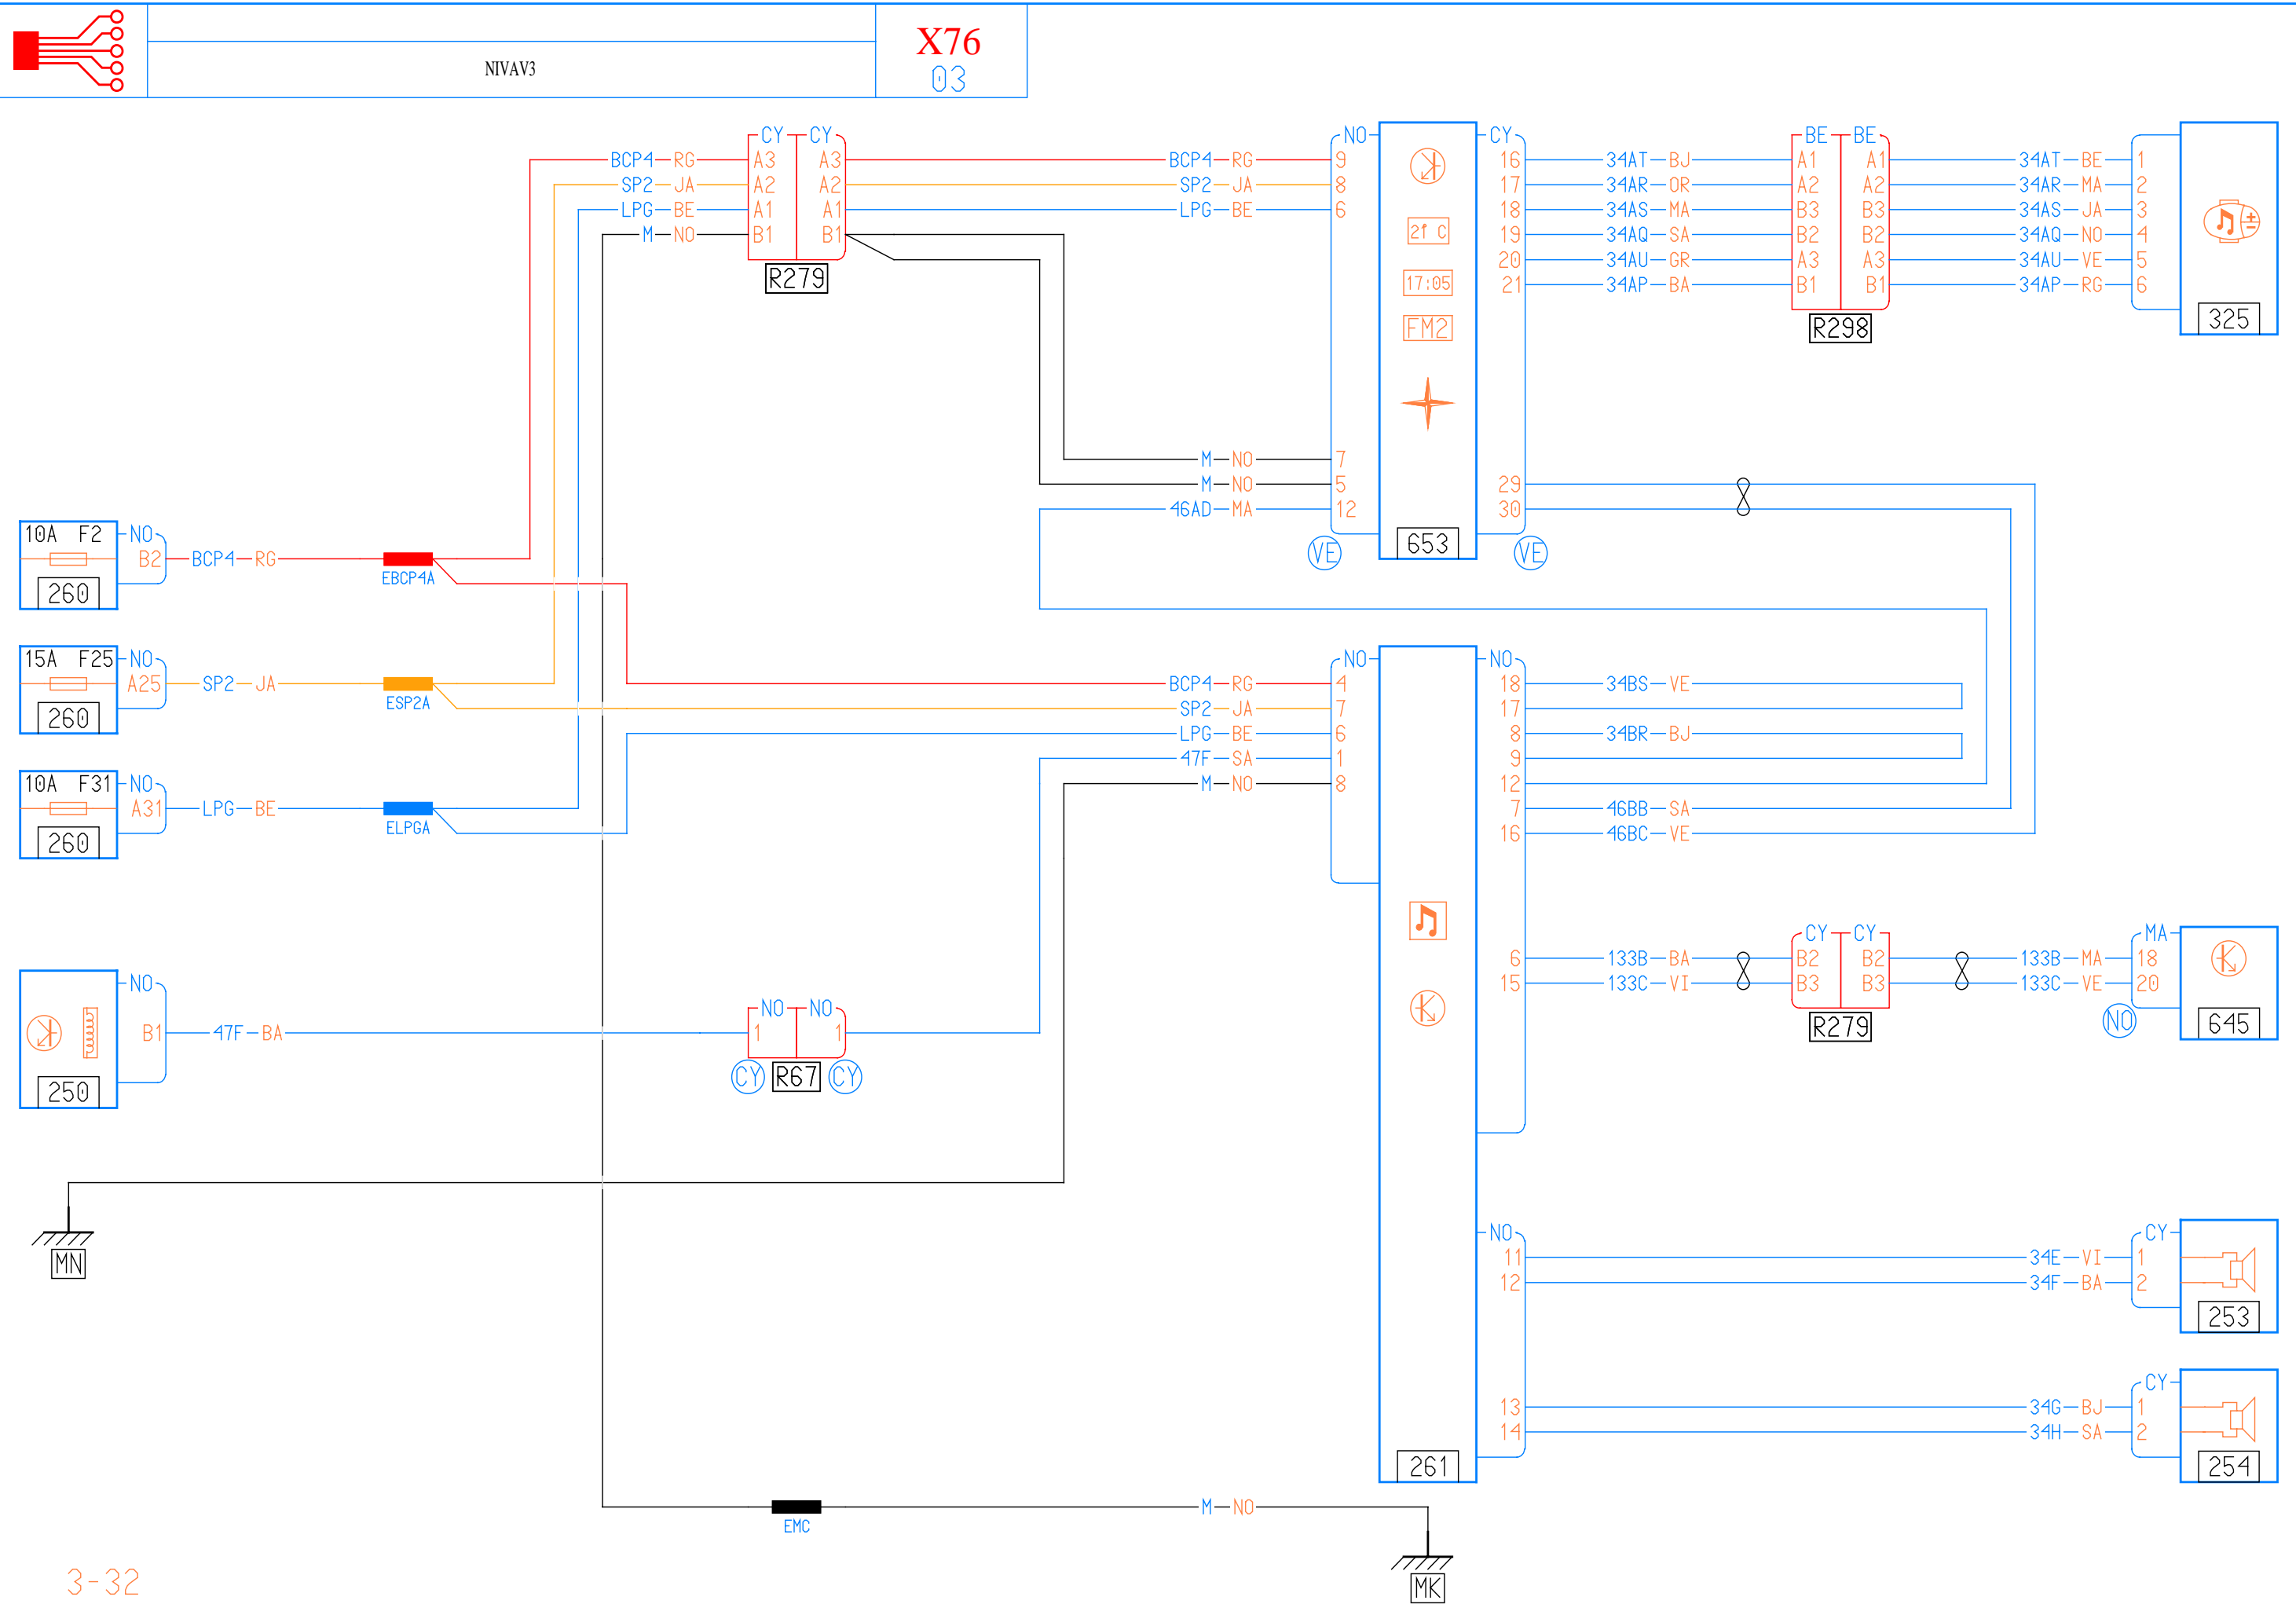 X76
NIVAV3
03
CY CY
BCP4 RG A3 A3 BCP4 RG 9
SP2 JA A2 A2 SP2 JA 8
LPG BE A1 A1 LPG BE 6
M NO B1 B1
R279
NO CY
16 34AT BJ A1 A1 34AT BE 1
17 34AR OR A2 A2 34AR MA 2
18 34AS MA B3 B3 34AS JA 3
19 34AQ SA B2 B2 34AQ NO 4
20 34AU GR A3 A3 34AU VE 5
21 34AP BA B1 B1 34AP RG 6
BE BE
R298
325
21 C
17:05
FM2
M NO 7
M NO 5
46AD MA 12
29
30
653
VE VE
10A F2 NO
B2 BCP4 RG
EBCP4A
260
15A F25 NO
A25 SP2 JA
ESP2A
260
10A F31 NO
A31 LPG BE
ELPGA
260
NO NO
BCP4 RG 4
SP2 JA 7
LPG BE 6
47F SA 1
M NO 8
18 34BS VE
17
8 34BR BJ
9
12
7 46BB SA
16 46BC VE
CY CY MA
6 133B BA B2 B2 133B MA 18
15 133C VI B3 B3 133C VE 20
R279
NO
645
NO
B1 47F BA
250
NO NO
1 1
CY R67 CY
MN
NO CY
11 34E VI 1
12 34F BA 2
253
CY
13 34G BJ 1
14 34H SA 2
261
254
M NO
EMC
MK
3-32